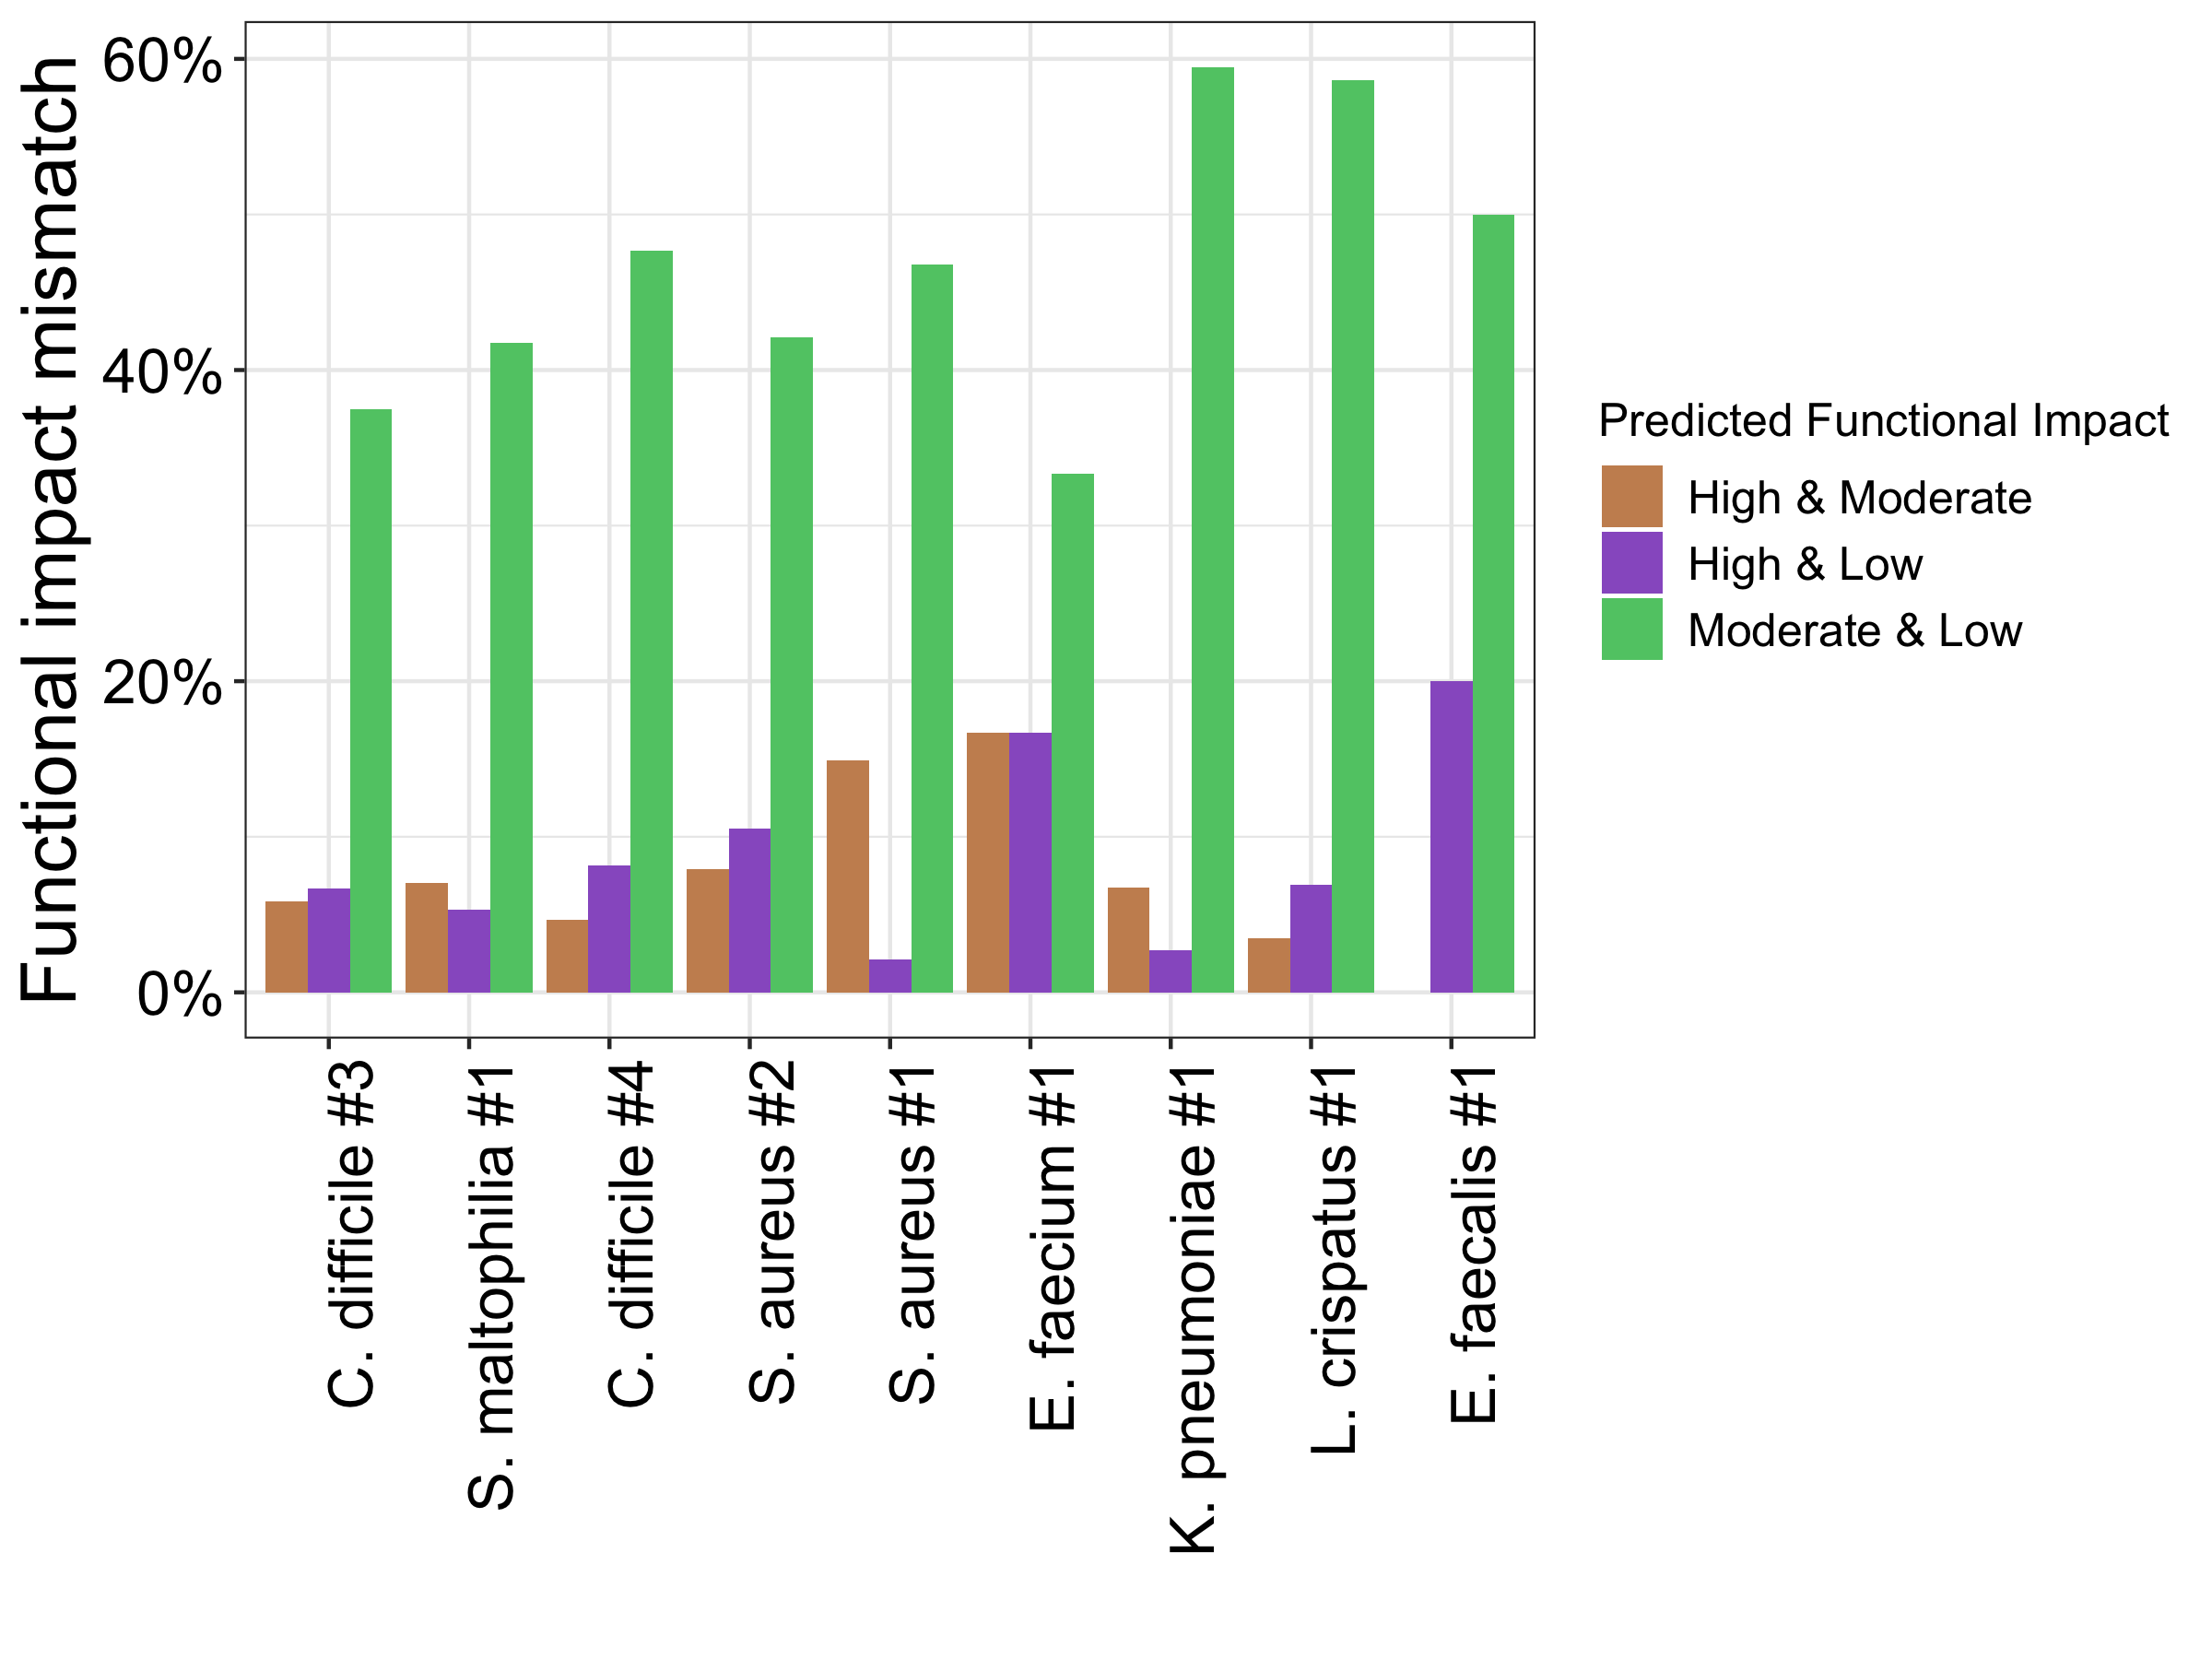 Functional impact mismatch
60%
40%
20%
0%
C. difficile #3
S. maltophilia #1
C. difficile #4
S. aureus #2
S. aureus #1
E. faecium #1
K. pneumoniae #1
L. crispatus #1
E. faecalis #1
Predicted Functional Impact
High & Moderate
High & Low
Moderate & Low